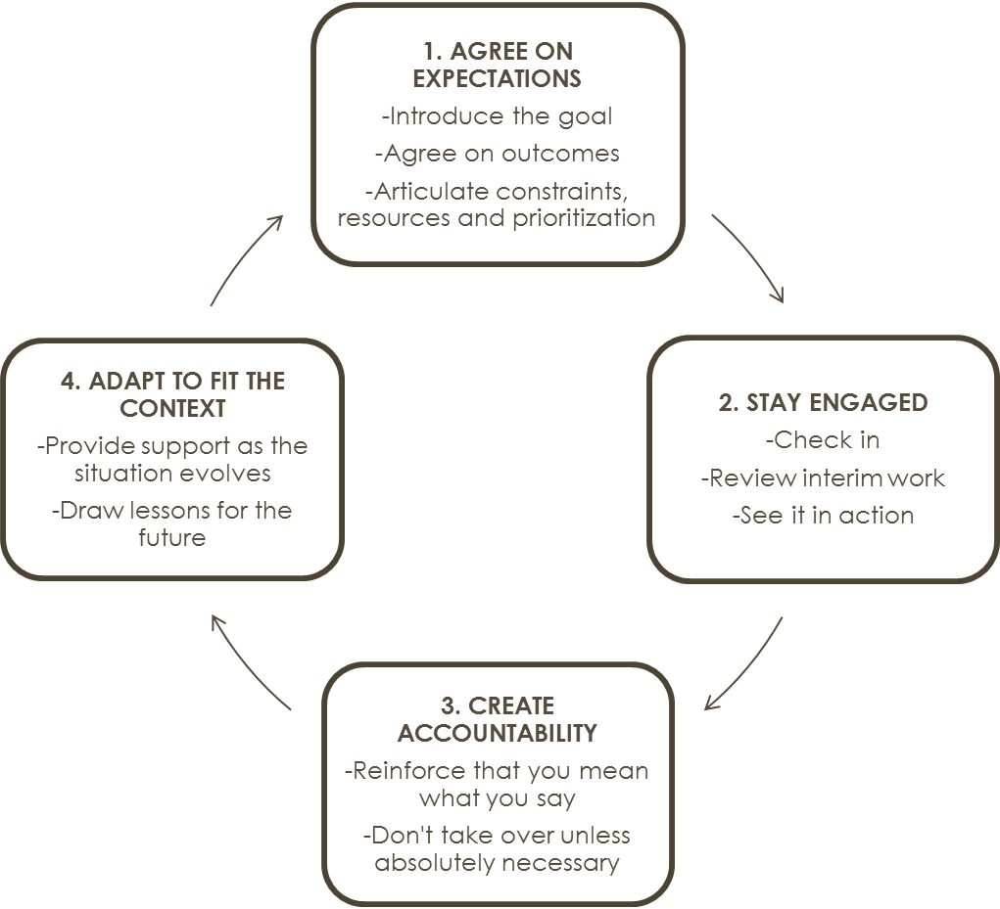 1. AGREE ON
EXPECTATIONS
-Introduce the goal
-Agree on outcomes
-Articulate constraints,
resources and prioritization
2. STAY ENGAGED
-Check in
-Review interim work
-See it in action
3. CREATE
ACCOUNTABILITY
-Reinforce that you mean
what you say
-Don't take over unless
absolutely necessary
4. ADAPT TO FIT THE
CONTEXT
-Provide support as the
situation evolves
-Draw lessons for the
future